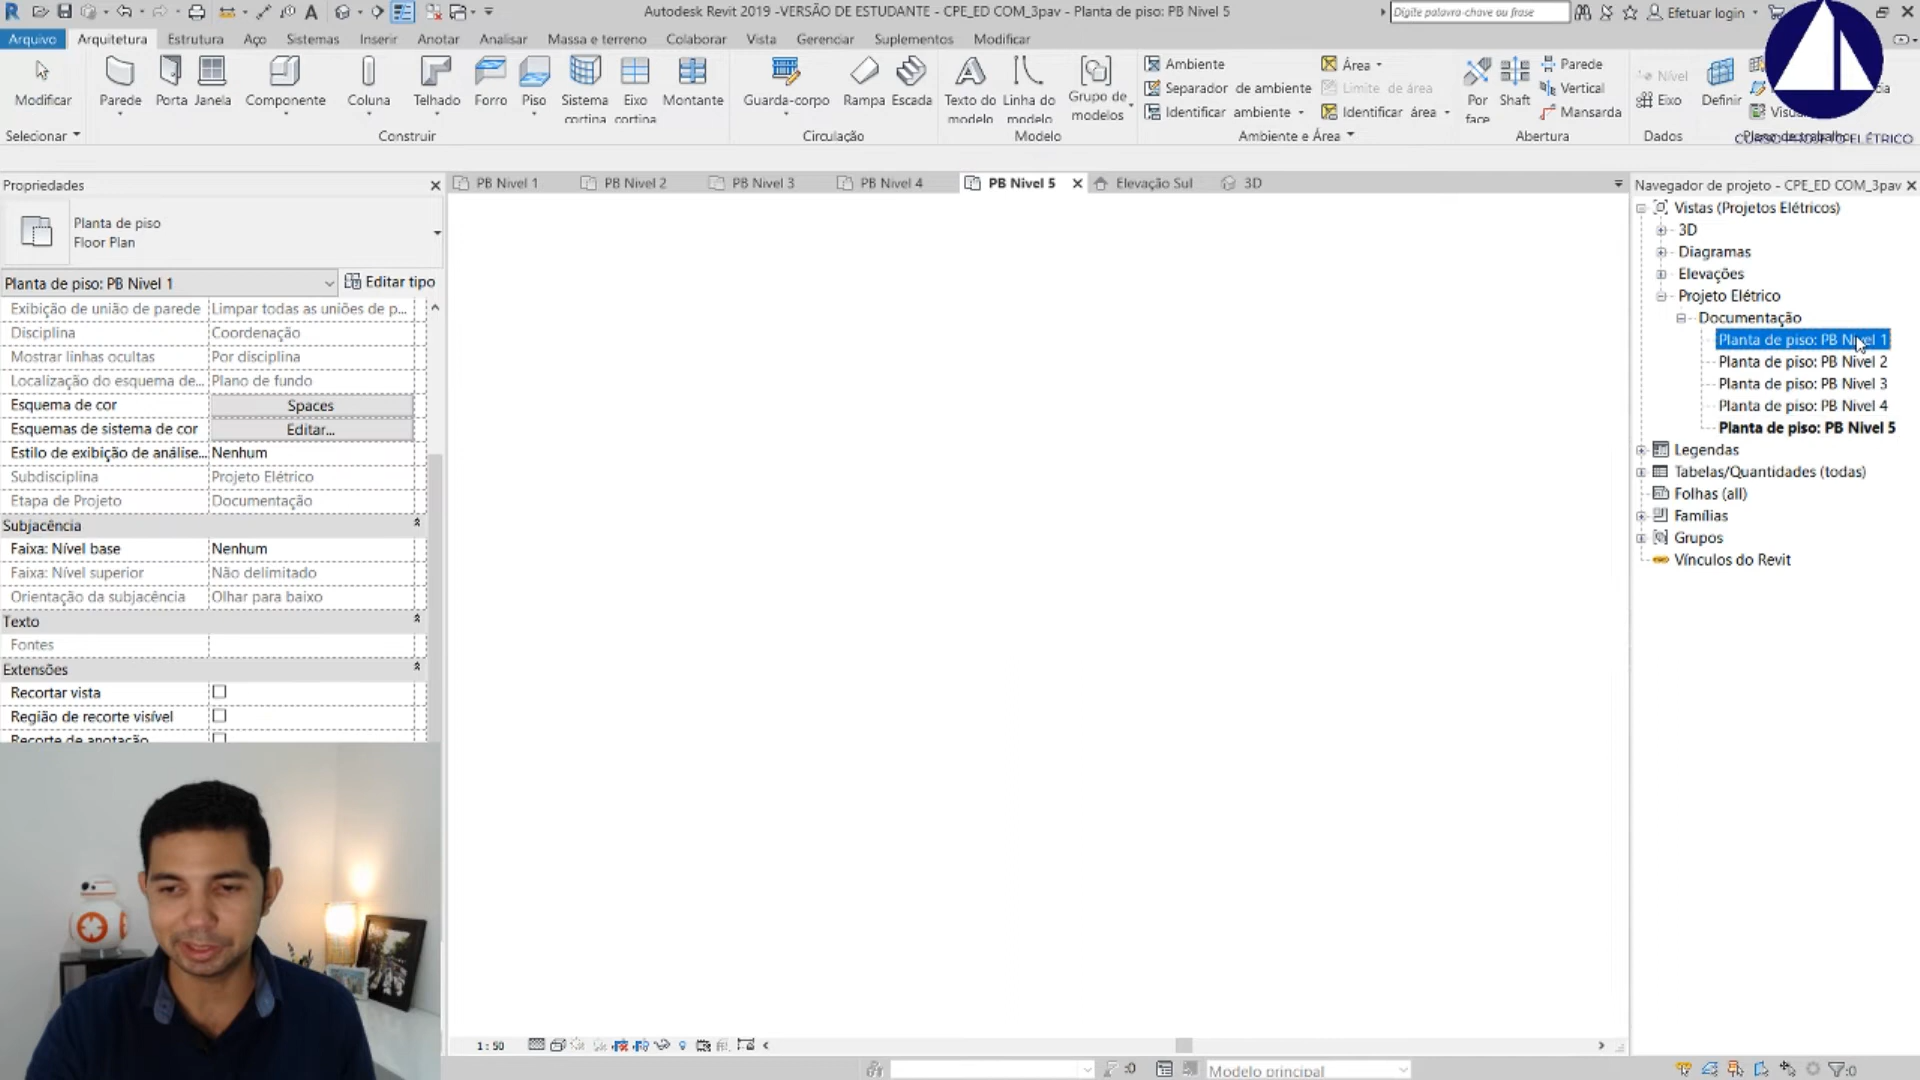 Autodesk Revit 2019 -VERSÃO DE ESTUDANTE - CPE_ED COM_3pav - Planta de piso: PB Nivel 5
Digite palavra-chave ou frase
Efetuar login
Arquivo Arquitetura Estrutura Aço Sistemas Inserir Anotar Analisar Massa e terreno Colaborar Vista Gerenciar Suplementos Modificar
Modificar Parede Porta Janela Componente Coluna Telhado Forro Piso Sistema cortina Eixo cortina Montante Guarda-corpo Rampa Escada Texto do modelo Linha do modelo Grupo de modelos
Ambiente
Separador de ambiente
Identificar ambiente
Área
Limite de área
Identificar área
Por face
Shaft
Parede
Vertical
Mansarda
Nível
Eixo
Definir
Selecionar Construir Circulação Modelo Ambiente e Área Abertura Dados Plano de trabalho
CURSO PROJETO ELÉTRICO
Propriedades
Planta de piso
Floor Plan
Planta de piso: PB Nivel 1
Editar tipo
Exibição de união de parede Limpar todas as uniões de p...
Disciplina Coordenação
Mostrar linhas ocultas Por disciplina
Localização do esquema de... Plano de fundo
Esquema de cor Spaces
Esquemas de sistema de cor Editar...
Estilo de exibição de análise... Nenhum
Subdisciplina Projeto Elétrico
Etapa de Projeto Documentação
Subjacência
Faixa: Nível base Nenhum
Faixa: Nível superior Não delimitado
Orientação da subjacência Olhar para baixo
Texto
Fontes
Extensões
Recortar vista
Região de recorte visível
Recorte de anotação
PB Nivel 1 PB Nivel 2 PB Nivel 3 PB Nivel 4 PB Nivel 5 Elevação Sul 3D
Navegador de projeto - CPE_ED COM_3pav
Vistas (Projetos Elétricos)
3D
Diagramas
Elevações
Projeto Elétrico
Documentação
Planta de piso: PB Nivel 1
Planta de piso: PB Nivel 2
Planta de piso: PB Nivel 3
Planta de piso: PB Nivel 4
Planta de piso: PB Nivel 5
Legendas
Tabelas/Quantidades (todas)
Folhas (all)
Famílias
Grupos
Vínculos do Revit
1 : 50
:0
Modelo principal
:0